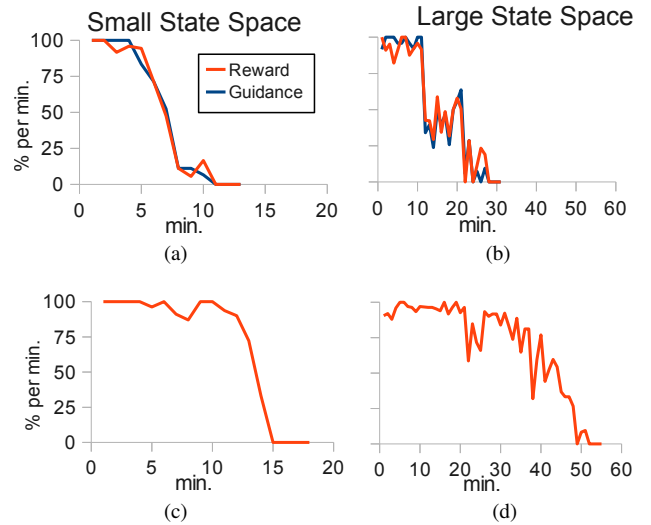 Small State Space
Large State Space
% per min.
100
75
50
25
0
0 5 10 15 20
min.
Reward
Guidance
(a)
0 10 20 30 40 50 60
min.
(b)
% per min.
100
75
50
25
0
0 5 10 15 20
min.
(c)
0 10 20 30 40 50 60
min.
(d)